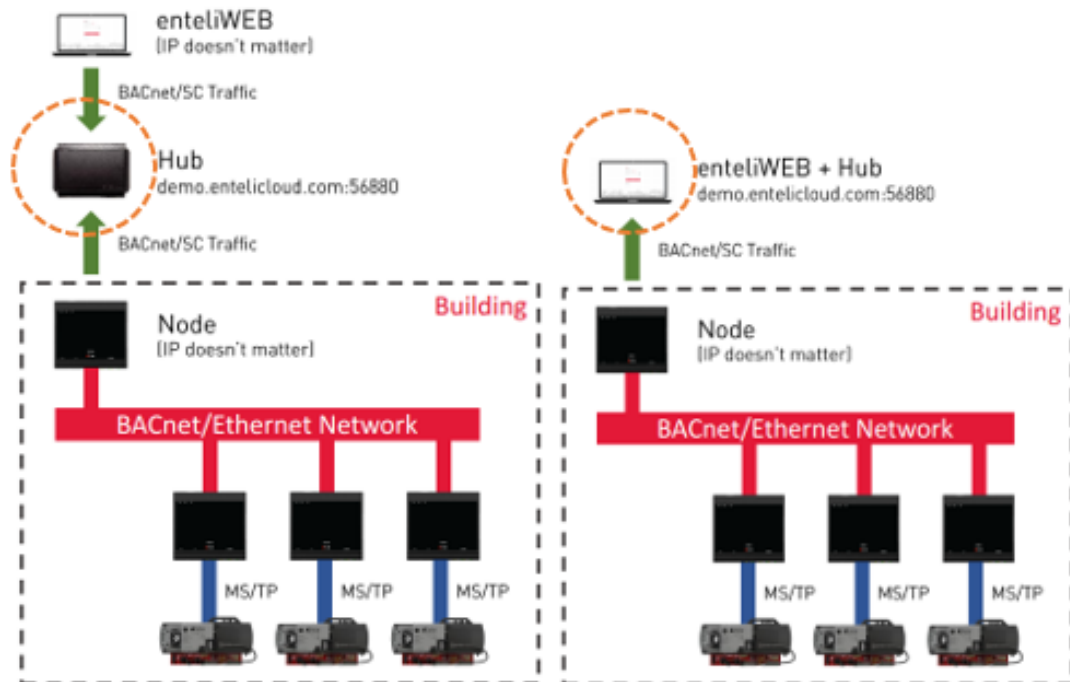 enteliWEB
(IP doesn't matter)
BACnet/SC Traffic
Hub
demo.entelicloud.com:56880
BACnet/SC Traffic
Building
Node
(IP doesn't matter)
BACnet/Ethernet Network
MS/TP
MS/TP
MS/TP
enteliWEB + Hub
demo.entelicloud.com:56880
BACnet/SC Traffic
Building
Node
(IP doesn't matter)
BACnet/Ethernet Network
MS/TP
MS/TP
MS/TP